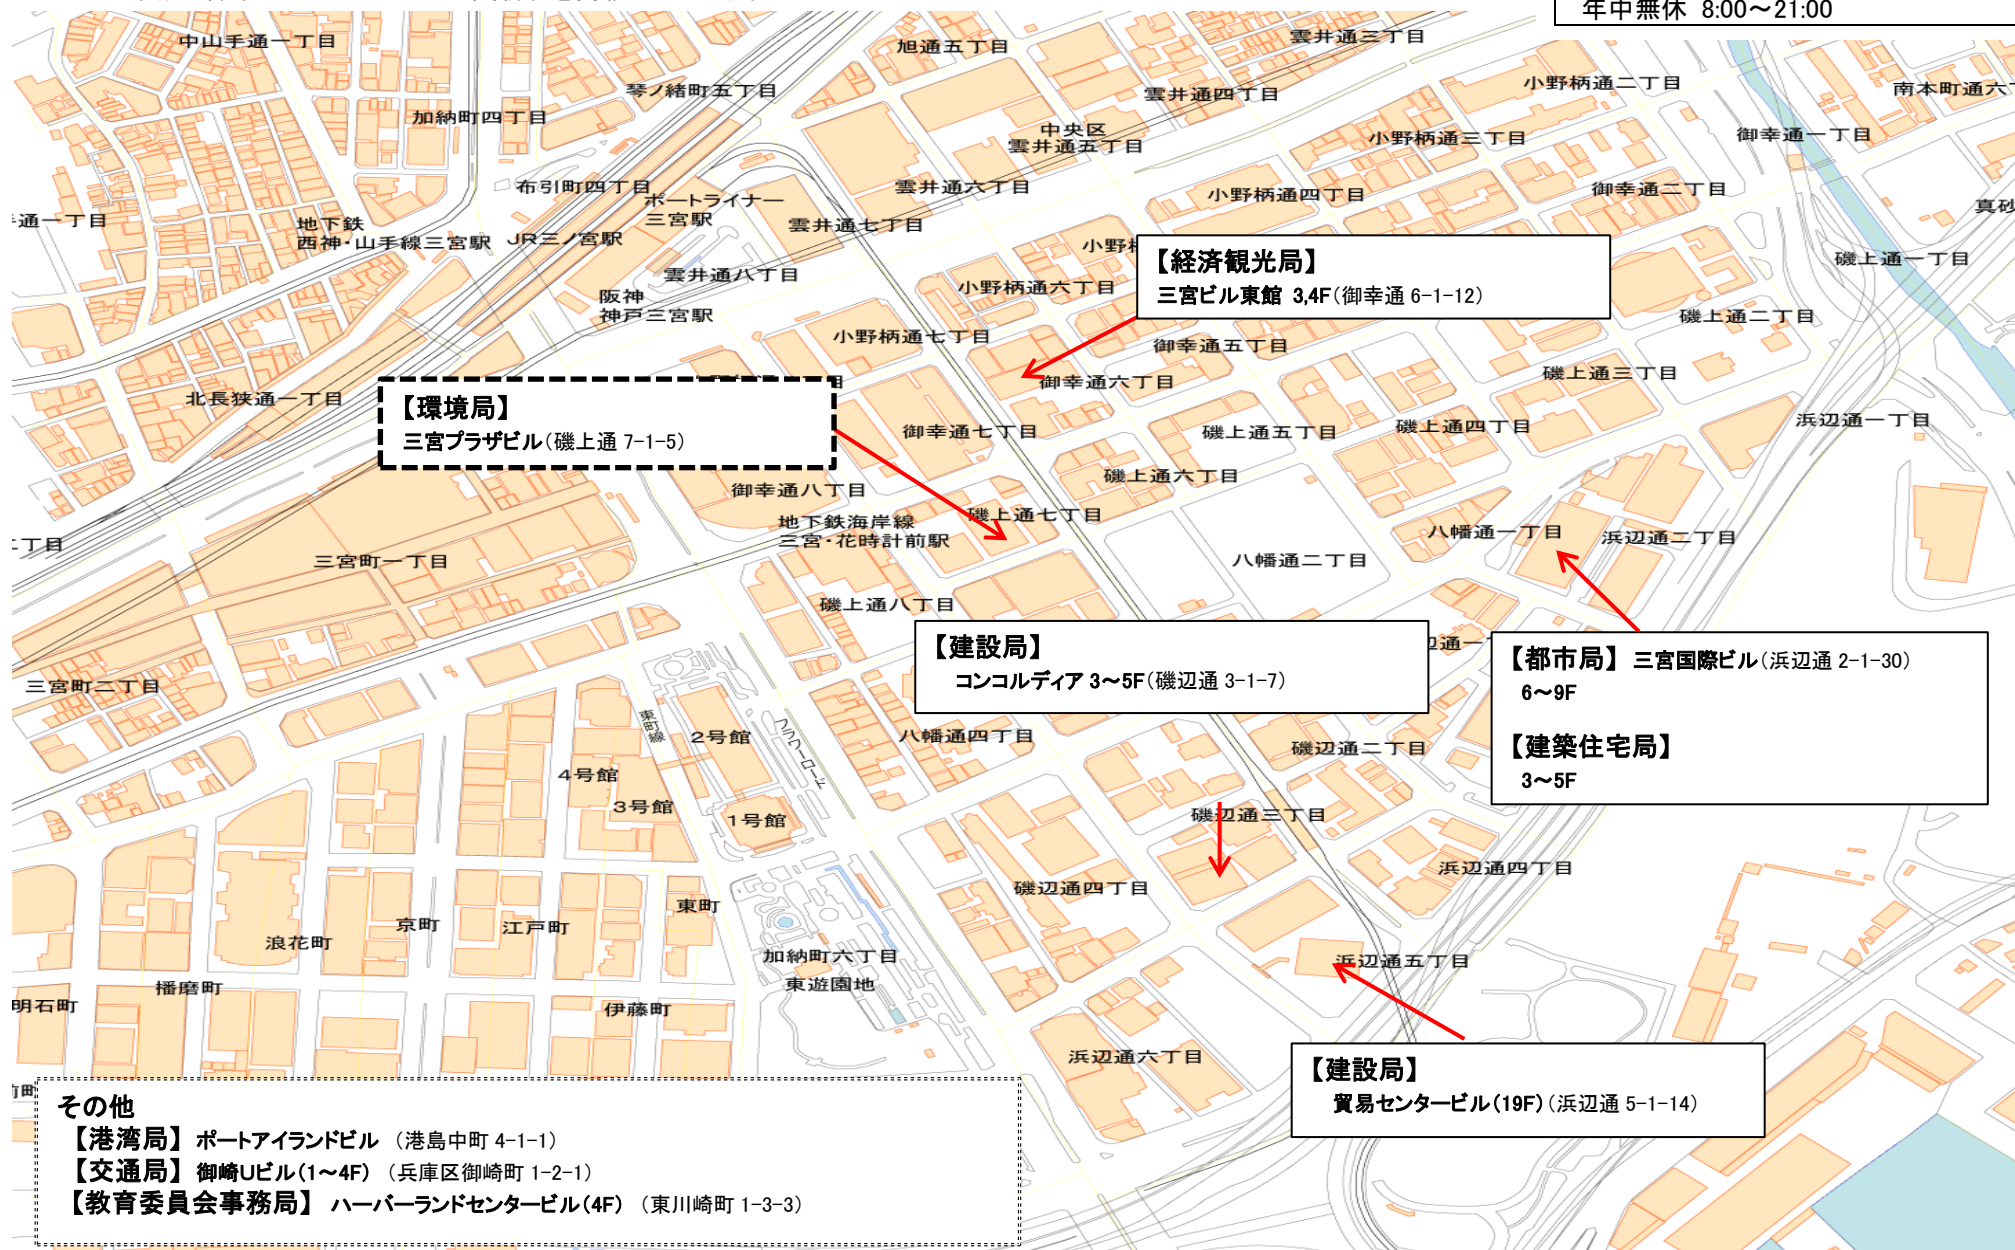 年中無休 8:00～21:00
中山手通一丁目
旭通五丁目
雲井通三丁目
小野柄通二丁目
南本町通六丁
琴ノ緒町五丁目
雲井通四丁目
加納町四丁目
中央区
雲井通五丁目
小野柄通三丁目
御幸通一丁目
布引町四丁目
雲井通六丁目
小野柄通四丁目
御幸通二丁目
ポートライナー
三宮駅
真砂
通一丁目
地下鉄
西神・山手線三宮駅
JR三ノ宮駅
雲井通七丁目
小野
磯上通一丁目
雲井通八丁目
【経済観光局】
三宮ビル東館 3,4F（御幸通 6-1-12）
阪神
神戸三宮駅
小野柄通六丁目
磯上通二丁目
小野柄通七丁目
御幸通五丁目
磯上通三丁目
御幸通六丁目
北長狭通一丁目
【環境局】
三宮プラザビル（磯上通 7-1-5）
御幸通七丁目
磯上通五丁目
磯上通四丁目
浜辺通一丁目
磯上通六丁目
御幸通八丁目
磯上通七丁目
地下鉄海岸線
三宮・花時計前駅
八幡通一丁目
浜辺通二丁目
丁目
三宮町一丁目
八幡通二丁目
磯上通八丁目
【建設局】
コンコルディア 3～5F（磯辺通 3-1-7）
辺通一
【都市局】 三宮国際ビル（浜辺通 2-1-30）
6～9F
【建築住宅局】
3～5F
三宮町二丁目
東町線
2号館
フラワーロード
八幡通四丁目
磯辺通二丁目
4号館
3号館
1号館
磯辺通三丁目
浜辺通四丁目
磯辺通四丁目
東町
京町
江戸町
浪花町
加納町六丁目
東遊園地
浜辺通五丁目
播磨町
明石町
伊藤町
浜辺通六丁目
【建設局】
貿易センタービル（19F）（浜辺通 5-1-14）
前町
その他
【港湾局】 ポートアイランドビル （港島中町 4-1-1）
【交通局】 御崎Uビル（1～4F） （兵庫区御崎町 1-2-1）
【教育委員会事務局】 ハーバーランドセンタービル（4F） （東川崎町 1-3-3）